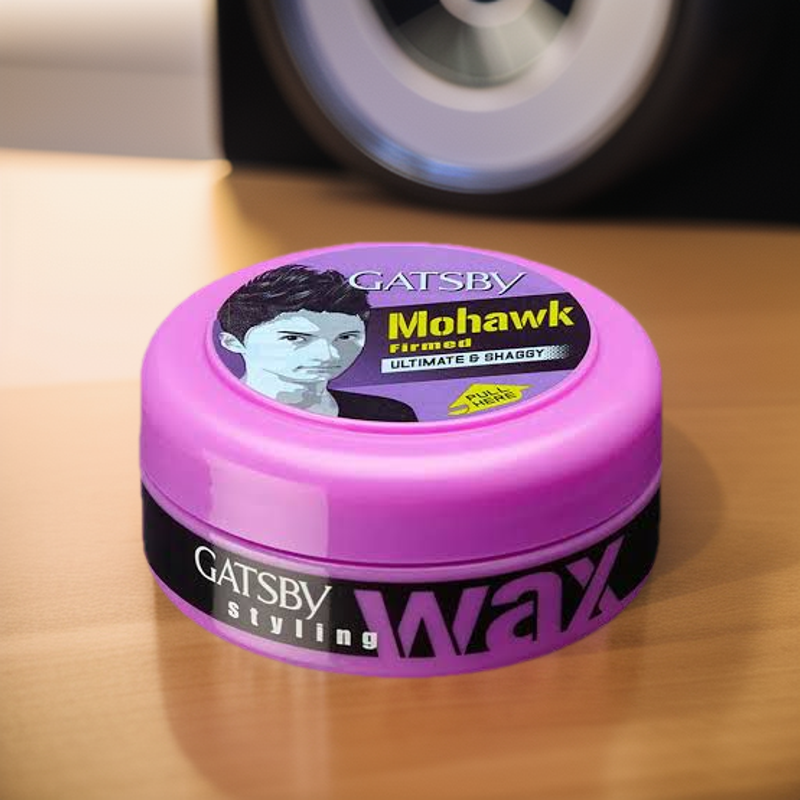 GATSBY
Mohawk
Firmed
ULTIMATE & SHAGGY
PULL
HERE
GATSBY
styling
wax